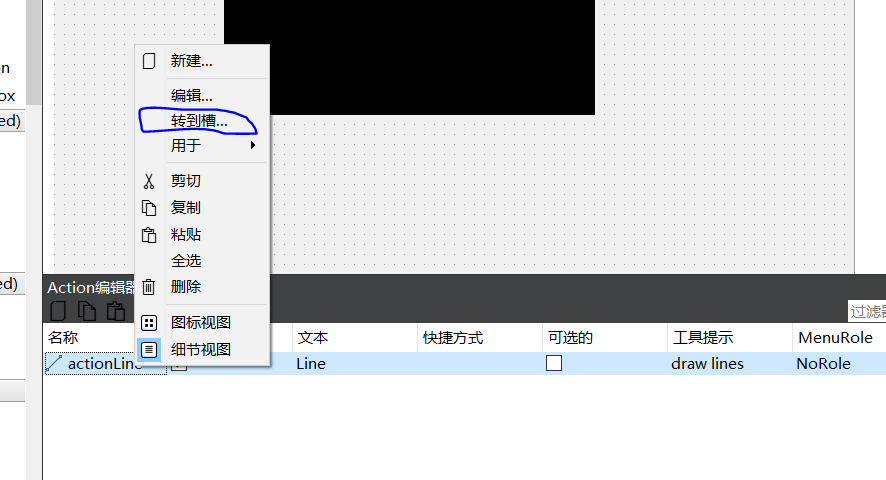 on
ox
ed)
ed)
新建...
编辑...
转到槽...
用于
剪切
复制
粘贴
全选
删除
图标视图
细节视图
Action编辑器
过滤器
名称
文本
快捷方式
可选的
工具提示
MenuRole
actionLine
Line
draw lines
NoRole